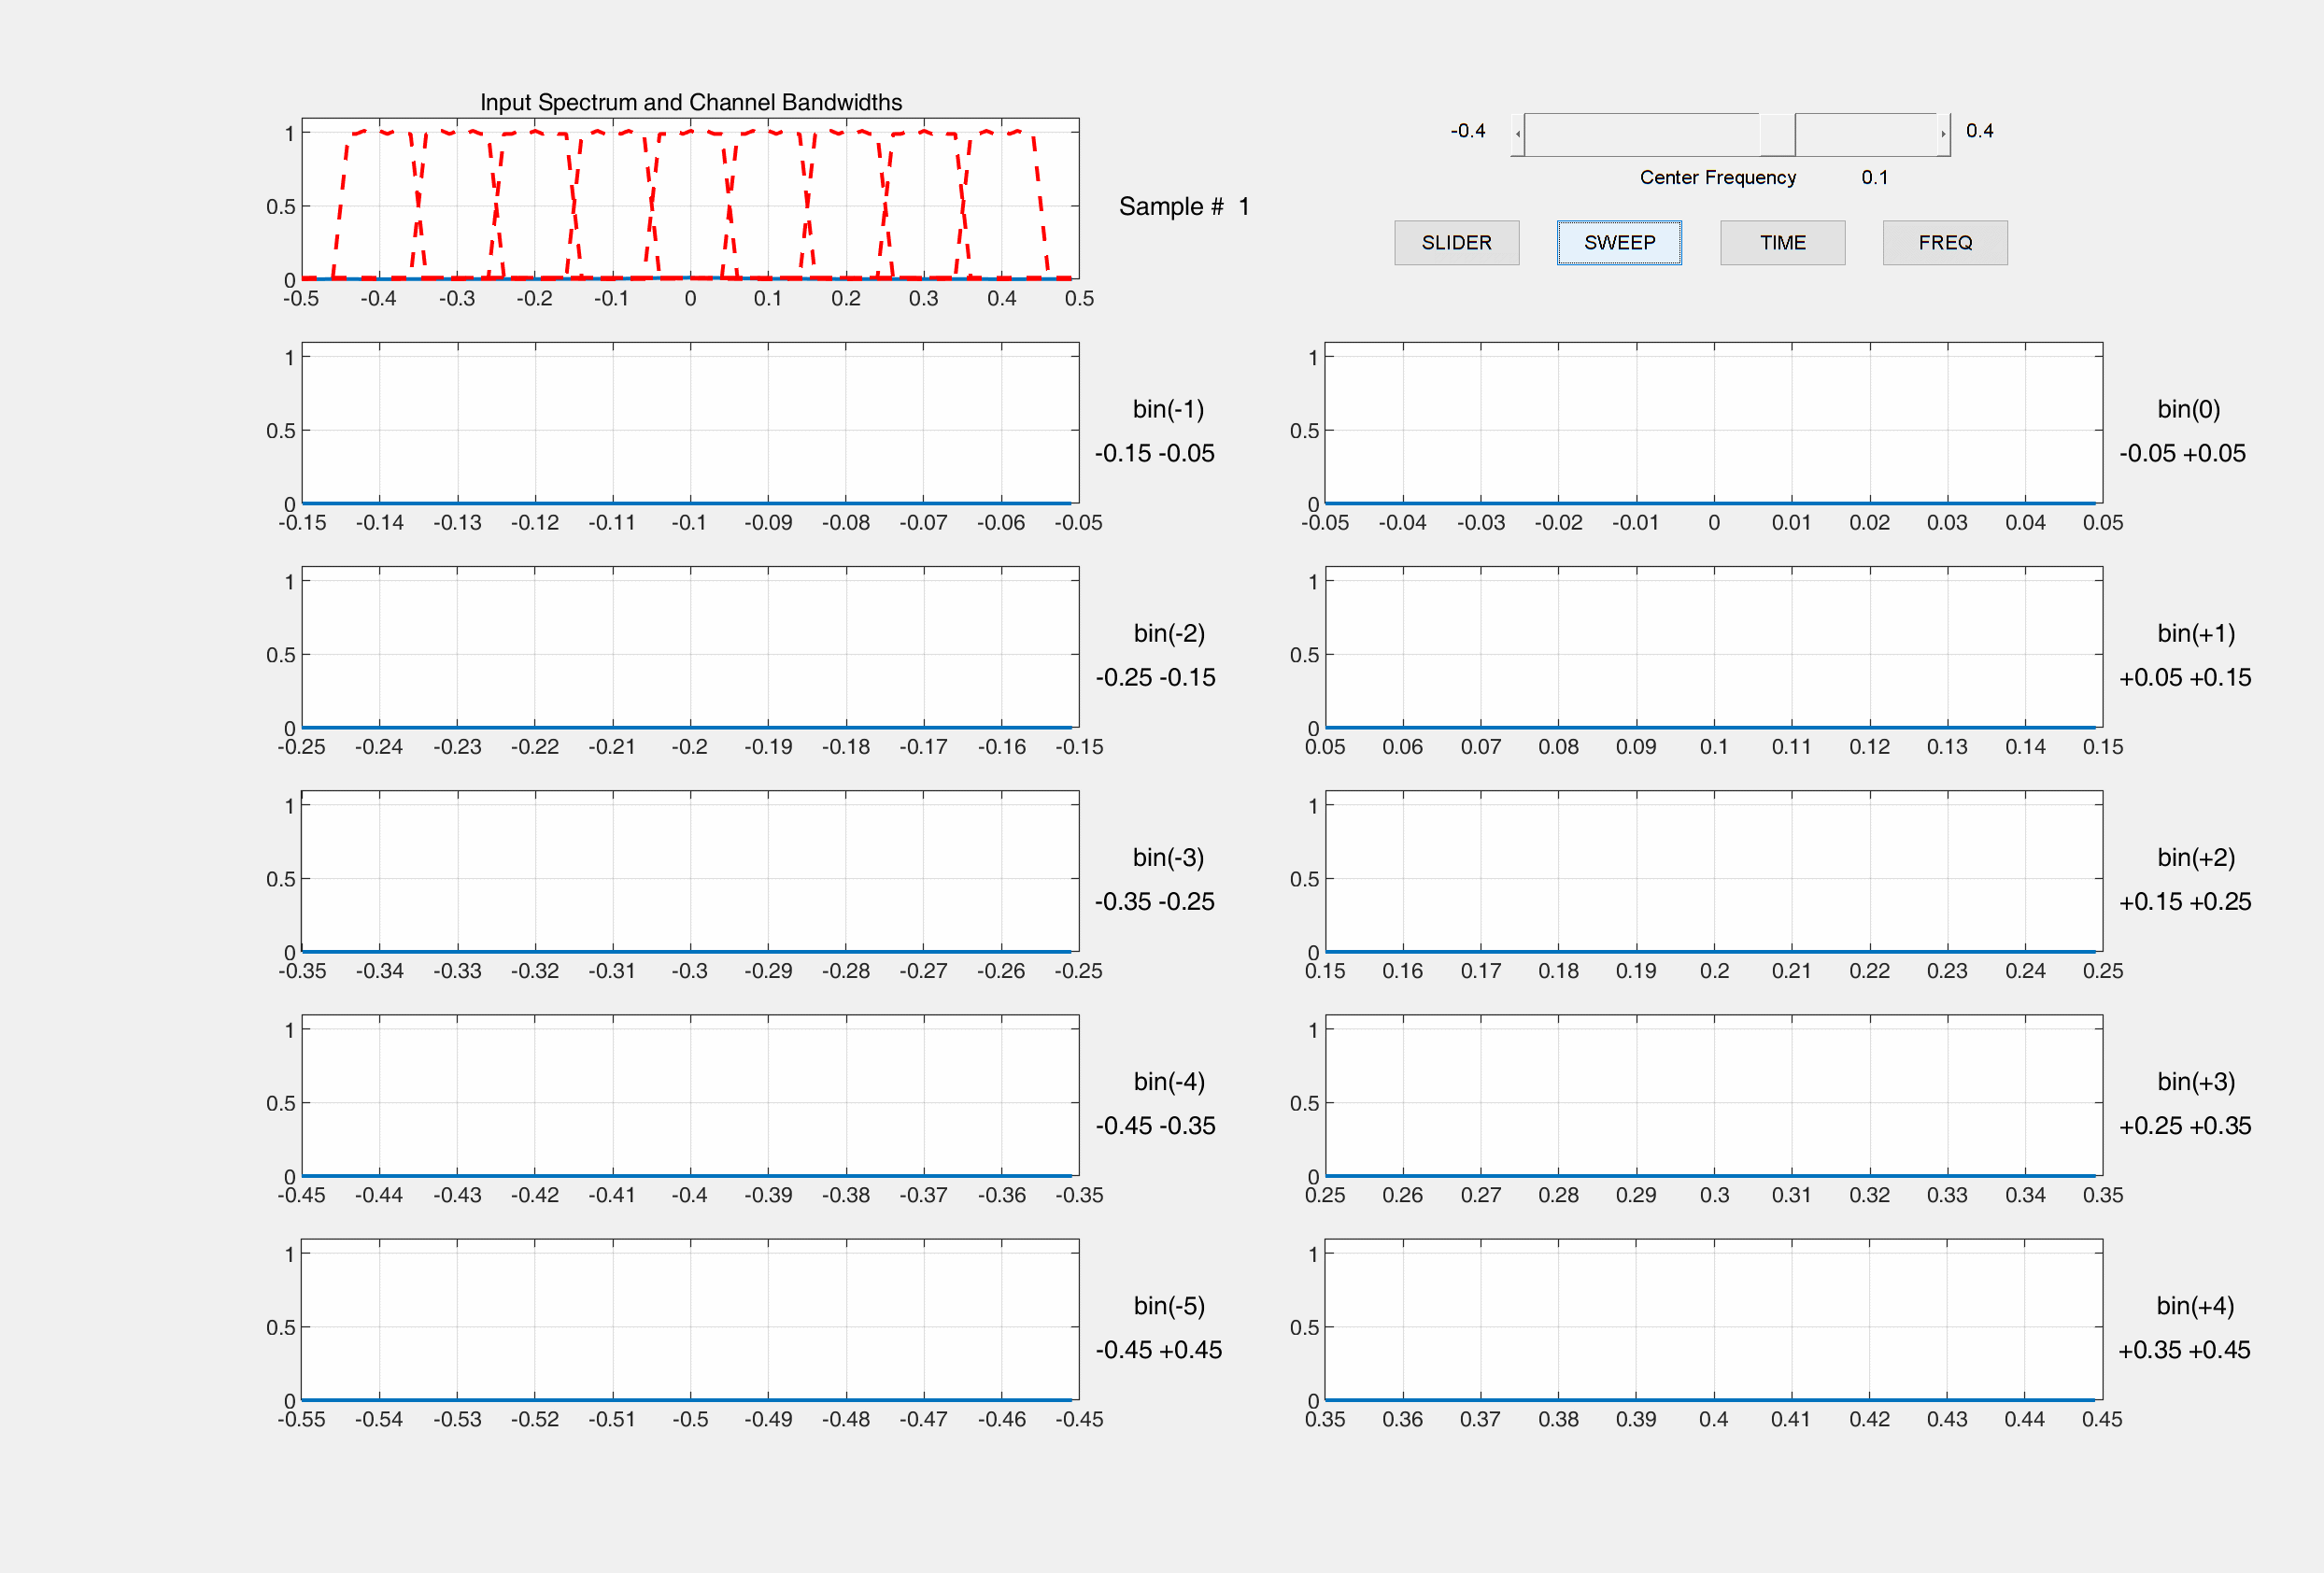 Input Spectrum and Channel Bandwidths
1
0.5
0
-0.5 -0.4 -0.3 -0.2 -0.1 0 0.1 0.2 0.3 0.4 0.5
Sample # 1
-0.4 0.4
Center Frequency 0.1
SLIDER SWEEP TIME FREQ
1
0.5
0
-0.15 -0.14 -0.13 -0.12 -0.11 -0.1 -0.09 -0.08 -0.07 -0.06 -0.05
bin(-1)
-0.15 -0.05
1
0.5
0
-0.05 -0.04 -0.03 -0.02 -0.01 0 0.01 0.02 0.03 0.04 0.05
bin(0)
-0.05 +0.05
1
0.5
0
-0.25 -0.24 -0.23 -0.22 -0.21 -0.2 -0.19 -0.18 -0.17 -0.16 -0.15
bin(-2)
-0.25 -0.15
1
0.5
0
0.05 0.06 0.07 0.08 0.09 0.1 0.11 0.12 0.13 0.14 0.15
bin(+1)
+0.05 +0.15
1
0.5
0
-0.35 -0.34 -0.33 -0.32 -0.31 -0.3 -0.29 -0.28 -0.27 -0.26 -0.25
bin(-3)
-0.35 -0.25
1
0.5
0
0.15 0.16 0.17 0.18 0.19 0.2 0.21 0.22 0.23 0.24 0.25
bin(+2)
+0.15 +0.25
1
0.5
0
-0.45 -0.44 -0.43 -0.42 -0.41 -0.4 -0.39 -0.38 -0.37 -0.36 -0.35
bin(-4)
-0.45 -0.35
1
0.5
0
0.25 0.26 0.27 0.28 0.29 0.3 0.31 0.32 0.33 0.34 0.35
bin(+3)
+0.25 +0.35
1
0.5
0
-0.55 -0.54 -0.53 -0.52 -0.51 -0.5 -0.49 -0.48 -0.47 -0.46 -0.45
bin(-5)
-0.45 +0.45
1
0.5
0
0.35 0.36 0.37 0.38 0.39 0.4 0.41 0.42 0.43 0.44 0.45
bin(+4)
+0.35 +0.45